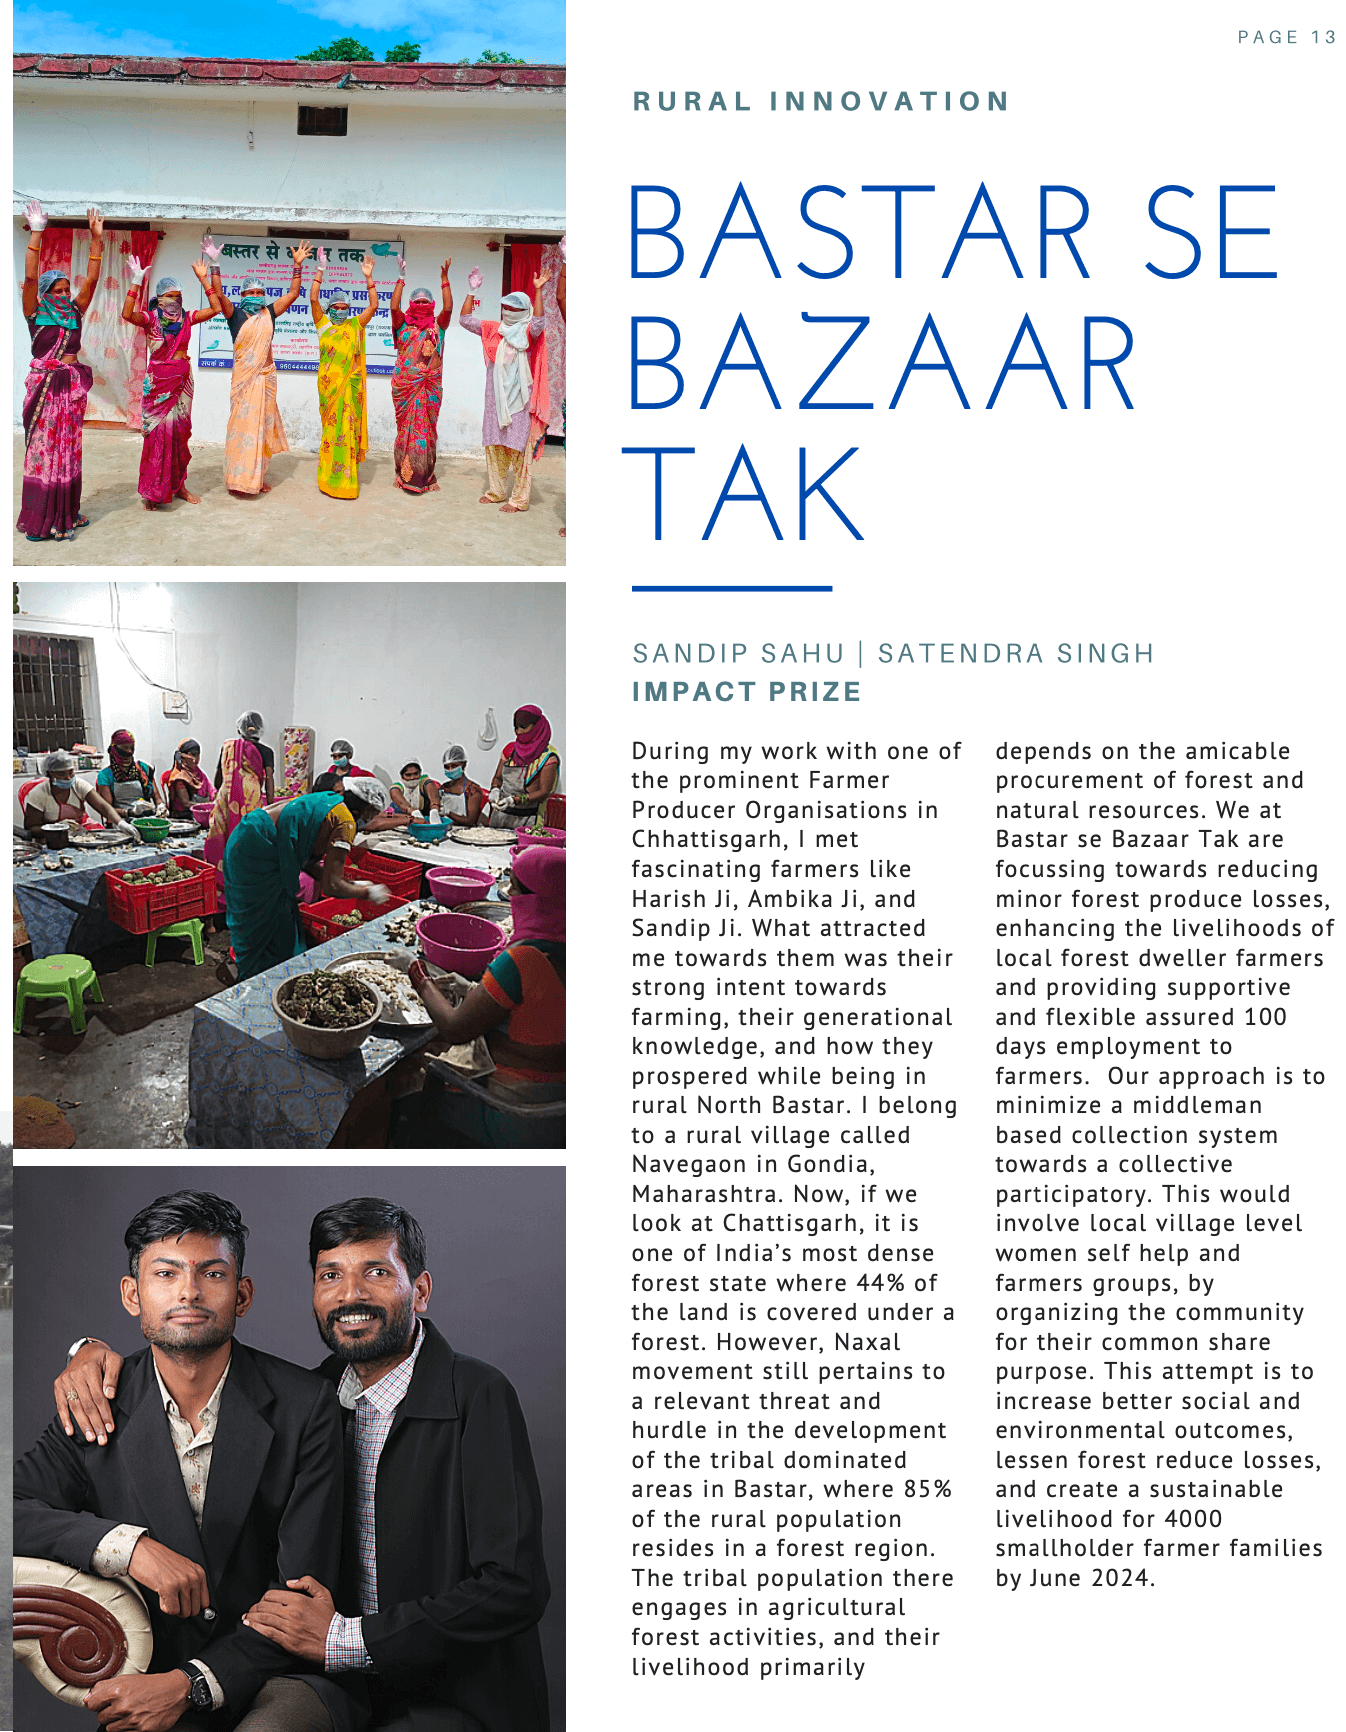 PAGE 13
RURAL INNOVATION
BASTAR SE
BAZAAR
TAK
SANDIP SAHU | SATENDRA SINGH
IMPACT PRIZE
During my work with one of
the prominent Farmer
Producer Organisations in
Chhattisgarh, I met
fascinating farmers like
Harish Ji, Ambika Ji, and
Sandip Ji. What attracted
me towards them was their
strong intent towards
farming, their generational
knowledge, and how they
prospered while being in
rural North Bastar. I belong
to a rural village called
Navegaon in Gondia,
Maharashtra. Now, if we
look at Chattisgarh, it is
one of India’s most dense
forest state where 44% of
the land is covered under a
forest. However, Naxal
movement still pertains to
a relevant threat and
hurdle in the development
of the tribal dominated
areas in Bastar, where 85%
of the rural population
resides in a forest region.
The tribal population there
engages in agricultural
forest activities, and their
livelihood primarily
depends on the amicable
procurement of forest and
natural resources. We at
Bastar se Bazaar Tak are
focussing towards reducing
minor forest produce losses,
enhancing the livelihoods of
local forest dweller farmers
and providing supportive
and flexible assured 100
days employment to
farmers.  Our approach is to
minimize a middleman
based collection system
towards a collective
participatory. This would
involve local village level
women self help and
farmers groups, by
organizing the community
for their common share
purpose. This attempt is to
increase better social and
environmental outcomes,
lessen forest reduce losses,
and create a sustainable
livelihood for 4000
smallholder farmer families
by June 2024.
बस्तर से तक
संपर्क